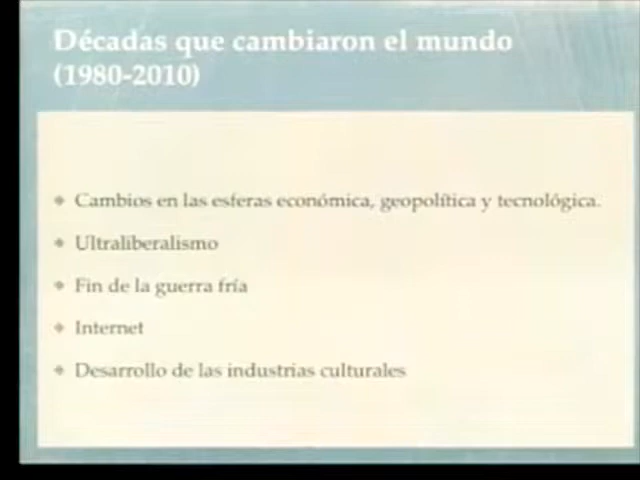 Décadas que cambiaron el mundo
(1980-2010)
Cambios en las esferas económica, geopolítica y tecnológica.
Ultraliberalismo
Fin de la guerra fría
Internet
Desarrollo de las industrias culturales